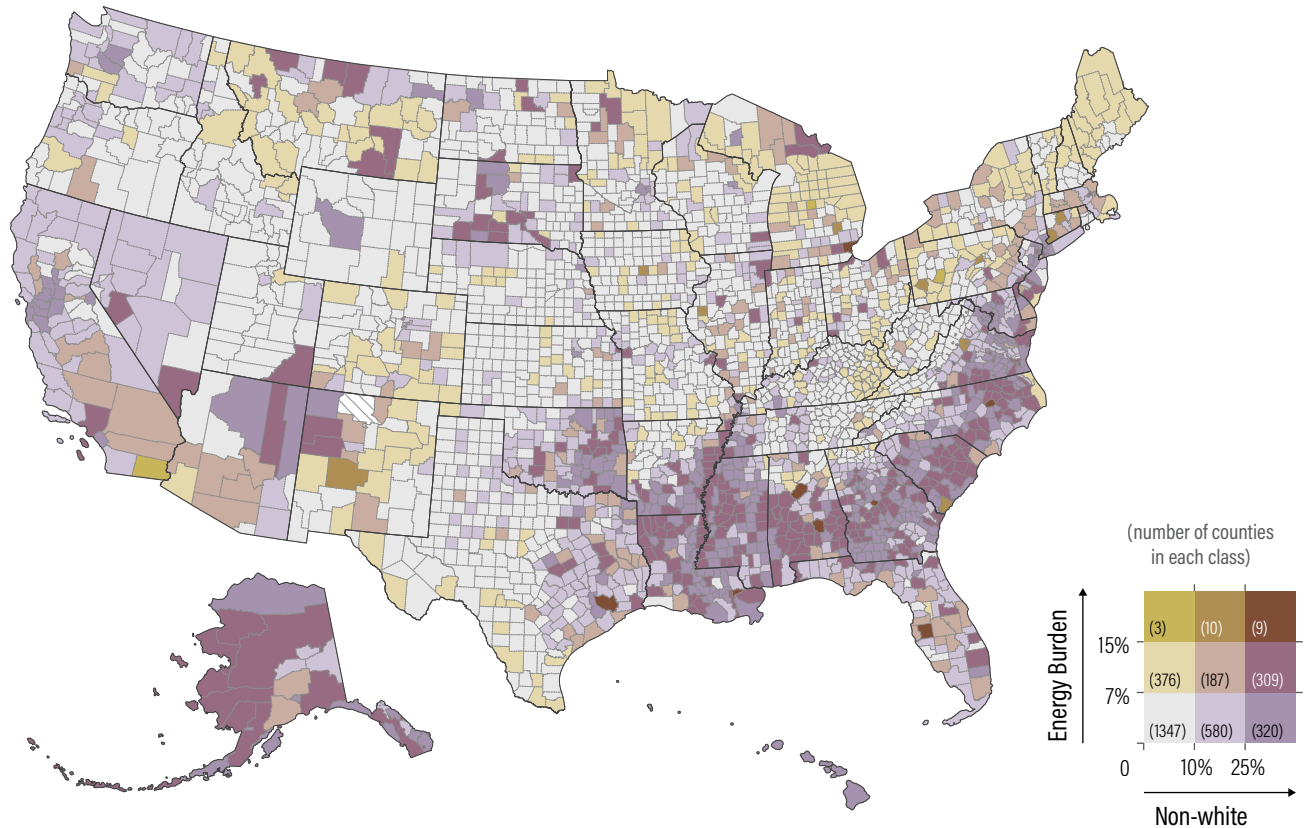 (number of counties
in each class)
Energy Burden
15%
7%
0
(3) (10) (9)
(376) (187) (309)
(1347) (580) (320)
10% 25%
Non-white